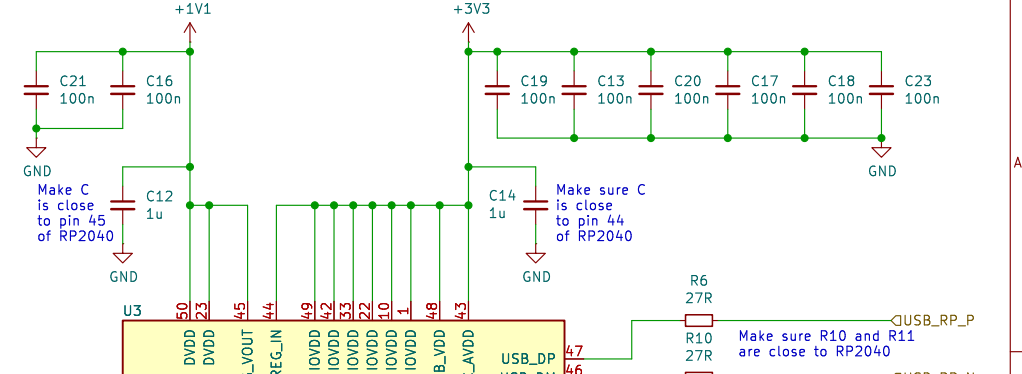 +1V1
+3V3
C21
100n
C16
100n
C19
100n
C13
100n
C20
100n
C17
100n
C18
100n
C23
100n
GND
GND
Make C
is close
to pin 45
of RP2040
C12
1u
C14
1u
Make sure C
is close
to pin 44
of RP2040
GND
GND
R6
27R
U3
50
23
45
44
49
42
33
22
10
1
48
43
USB_RP_P
Make sure R10 and R11
are close to RP2040
R10
27R
DVDD
DVDD
_VOUT
REG_IN
IOVDD
IOVDD
IOVDD
IOVDD
IOVDD
IOVDD
B_VDD
_AVDD
USB_DP
47
46
A